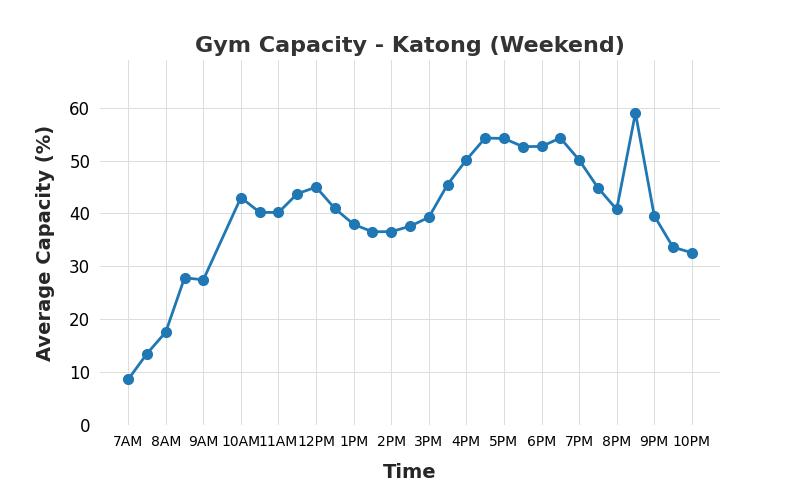 Gym Capacity - Katong (Weekend)
Average Capacity (%)
60
50
40
30
20
10
0
7AM 8AM 9AM 10AM 11AM 12PM 1PM 2PM 3PM 4PM 5PM 6PM 7PM 8PM 9PM 10PM
Time